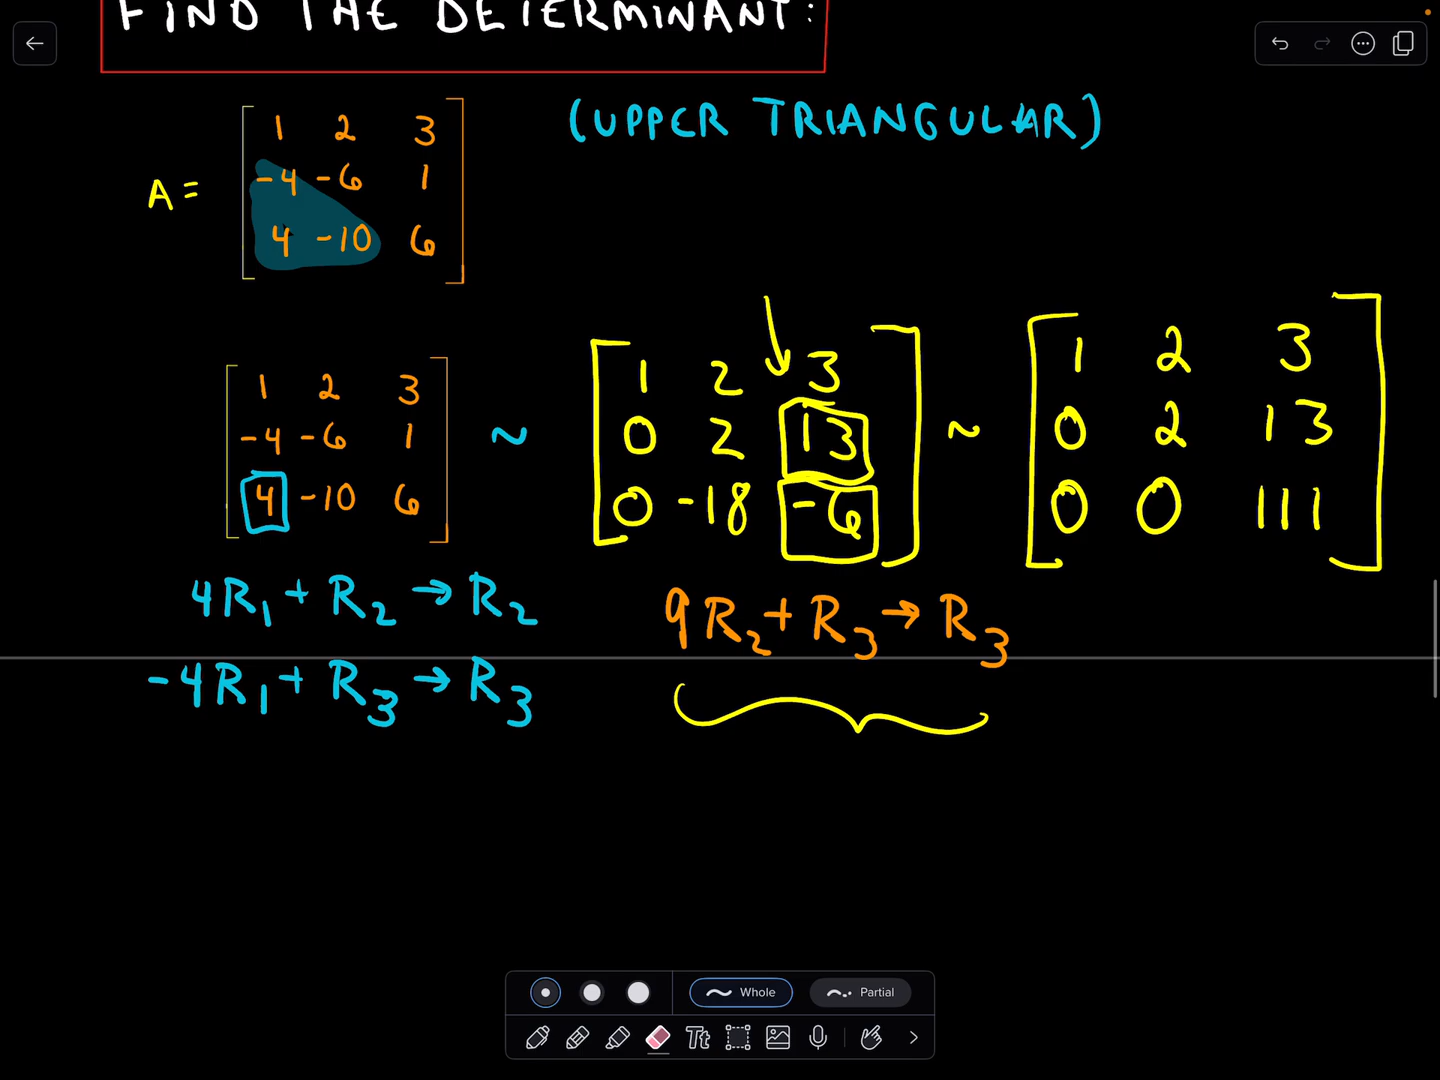 FIND THE DETERMINANT:
(UPPER TRIANGULAR)
A =
1 2 3
-4 -6 1
4 -10 6
1 2 3
-4 -6 1
4 -10 6
~
1 2 3
0 2 13
0 -18 -6
~
1 2 3
0 2 13
0 0 111
4R₁ + R₂ → R₂
-4R₁ + R₃ → R₃
9R₂ + R₃ → R₃
Whole
Partial
Tt